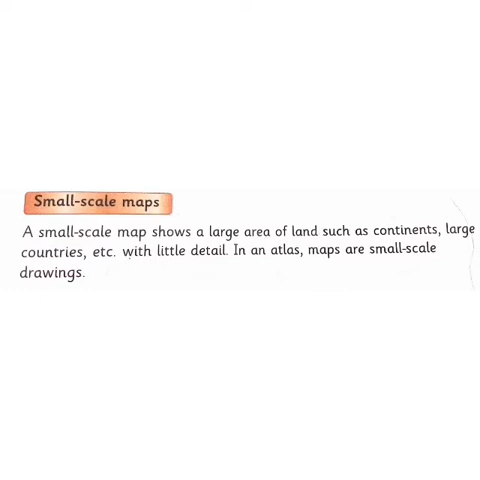 Small-scale maps
A small-scale map shows a large area of land such as continents, large
countries, etc. with little detail. In an atlas, maps are small-scale
drawings.